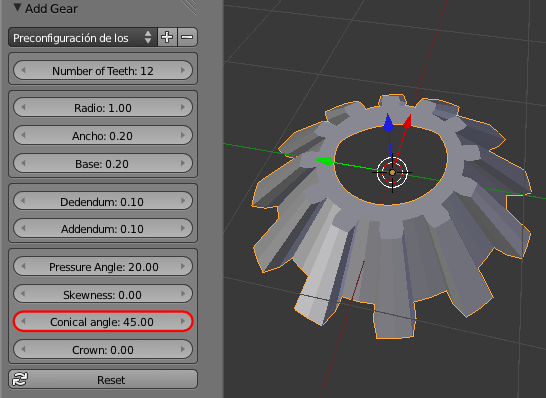 Add Gear
Preconfiguración de los
Number of Teeth: 12
Radio: 1.00
Ancho: 0.20
Base: 0.20
Dedendum: 0.10
Addendum: 0.10
Pressure Angle: 20.00
Skewness: 0.00
Conical angle: 45.00
Crown: 0.00
Reset